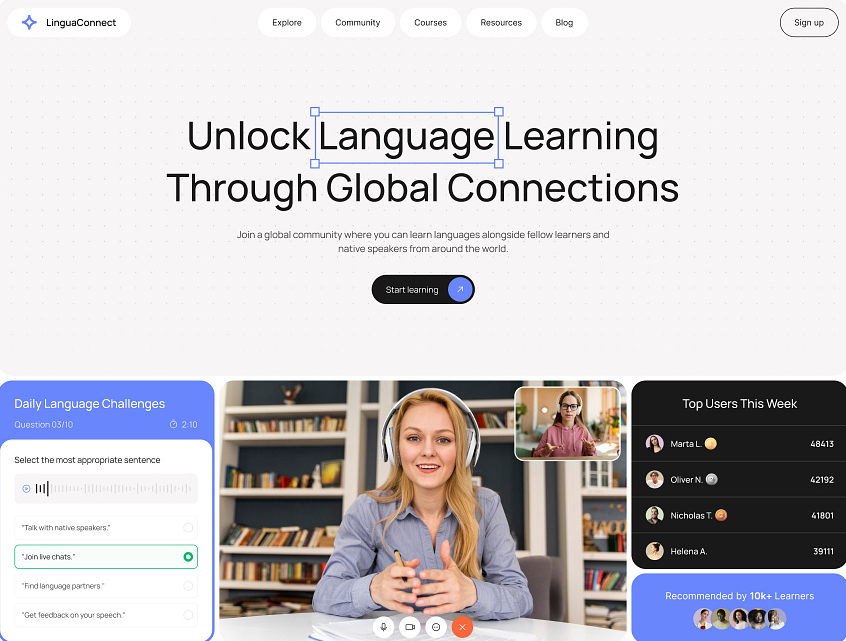 LinguaConnect
Explore
Community
Courses
Resources
Blog
Sign up
Unlock Language Learning
Through Global Connections
Join a global community where you can learn languages alongside fellow learners and
native speakers from around the world.
Start learning
Daily Language Challenges
Question 03/10
2:10
Select the most appropriate sentence
"Talk with native speakers."
"Join live chats."
"Find language partners."
"Get feedback on your speech."
Top Users This Week
Marta L.
48413
Oliver N.
42192
Nicholas T.
41801
Helena A.
39111
Recommended by 10k+ Learners